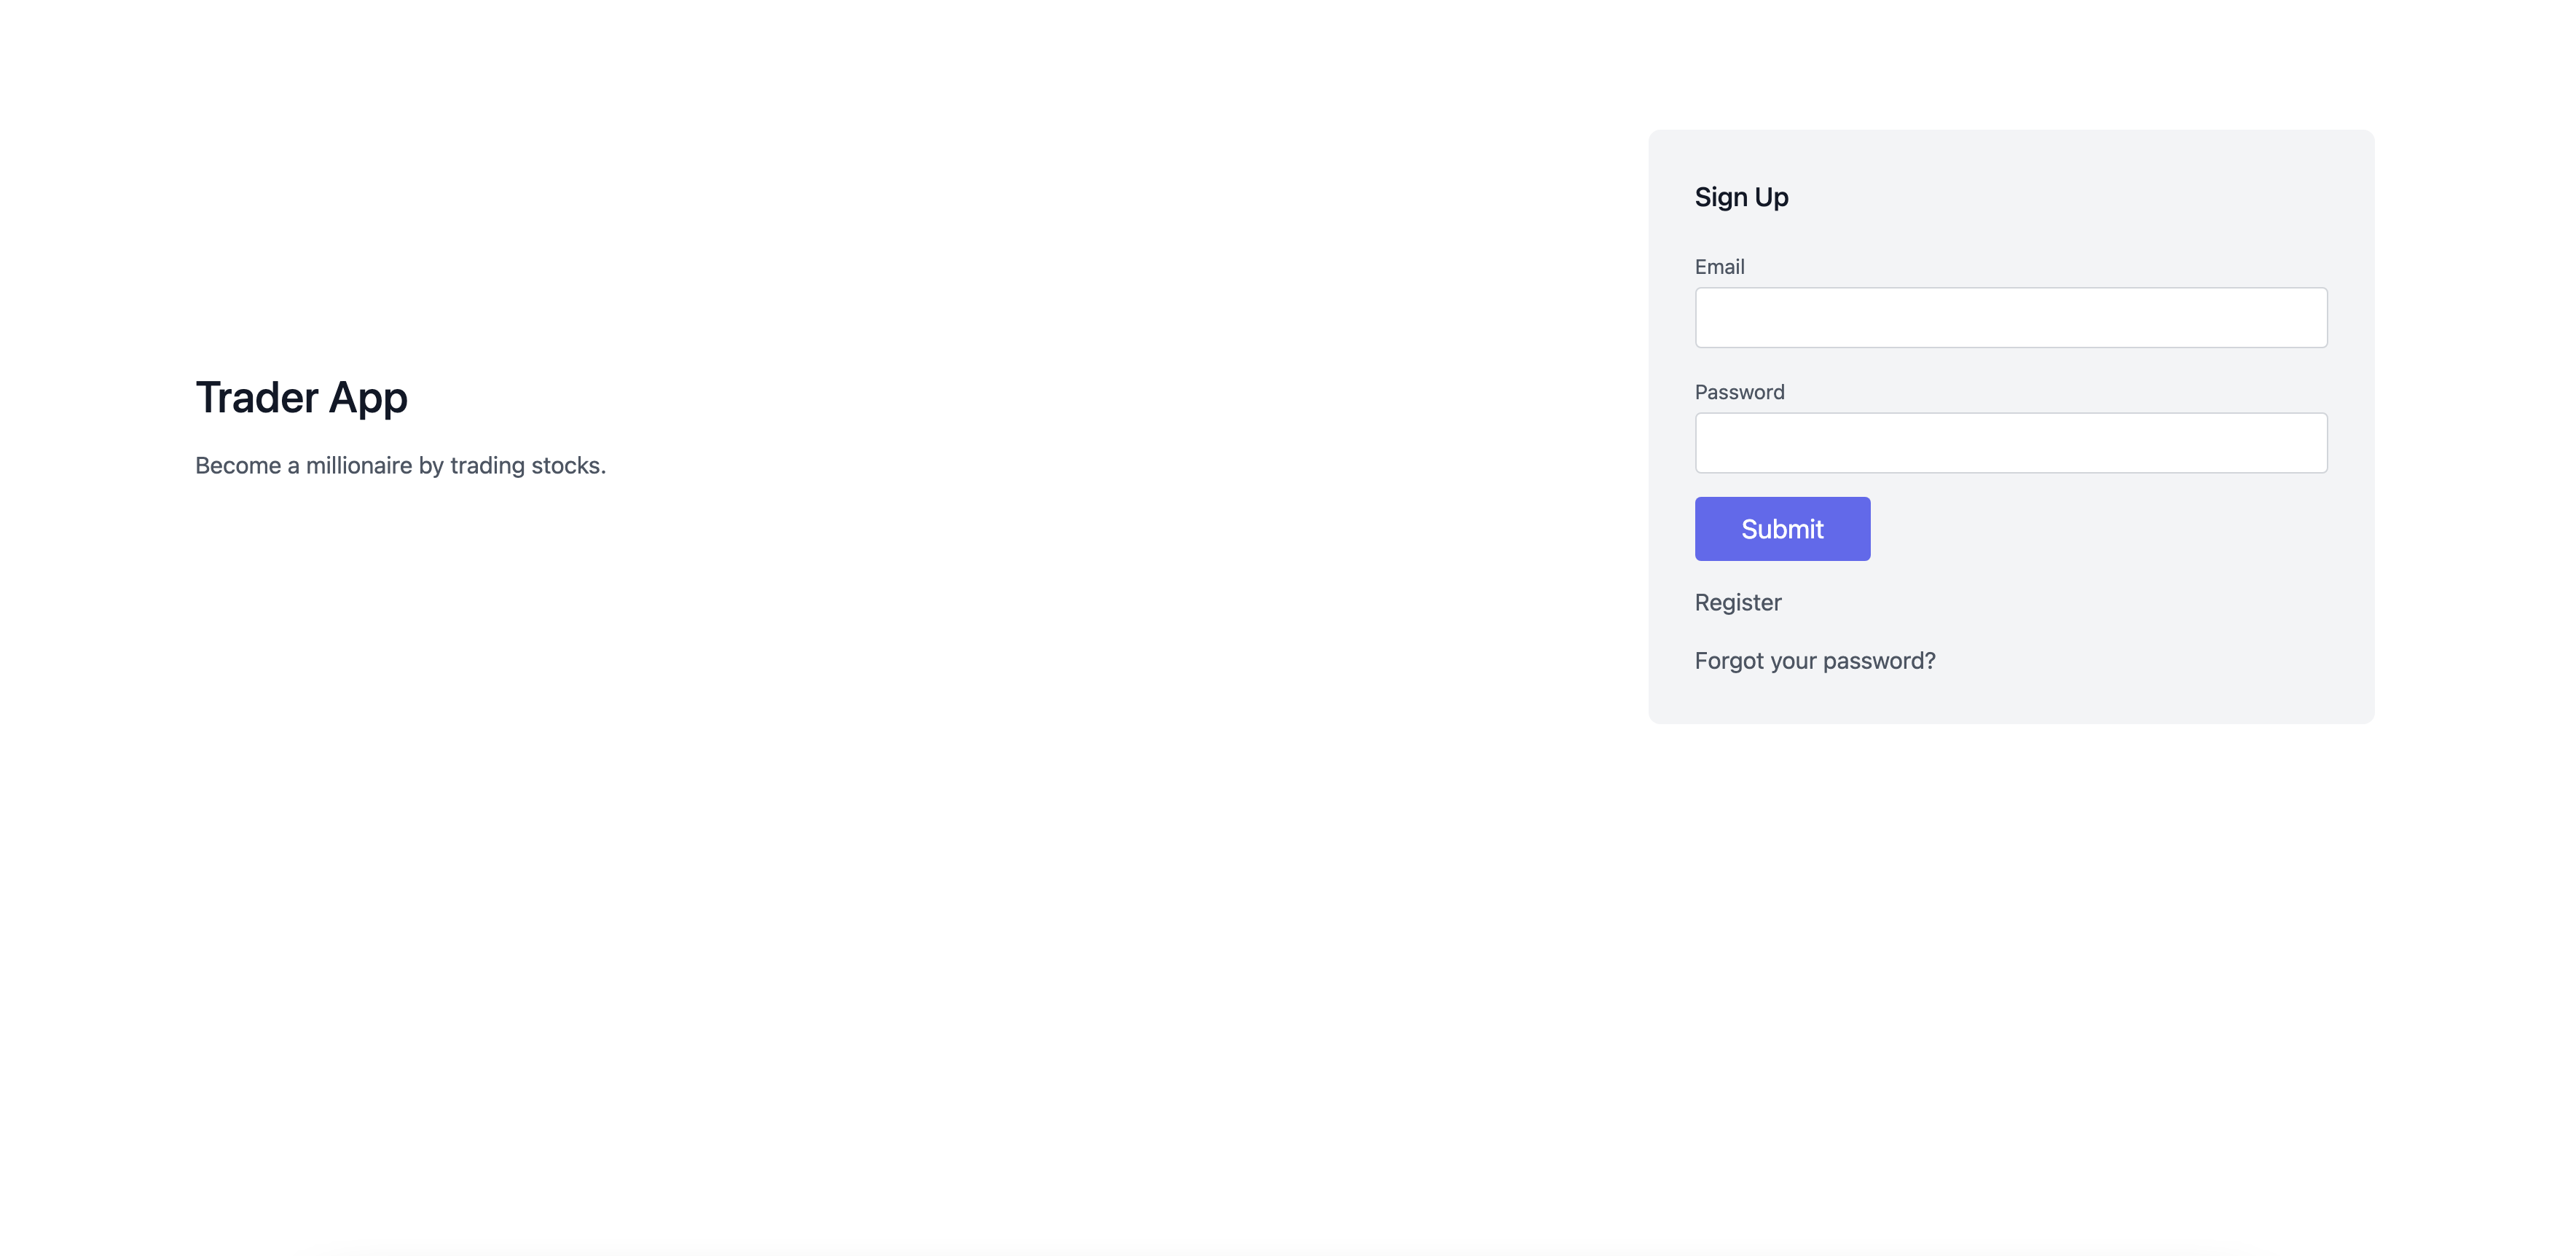 Trader App
Become a millionaire by trading stocks.
Sign Up
Email
Password
Submit
Register
Forgot your password?